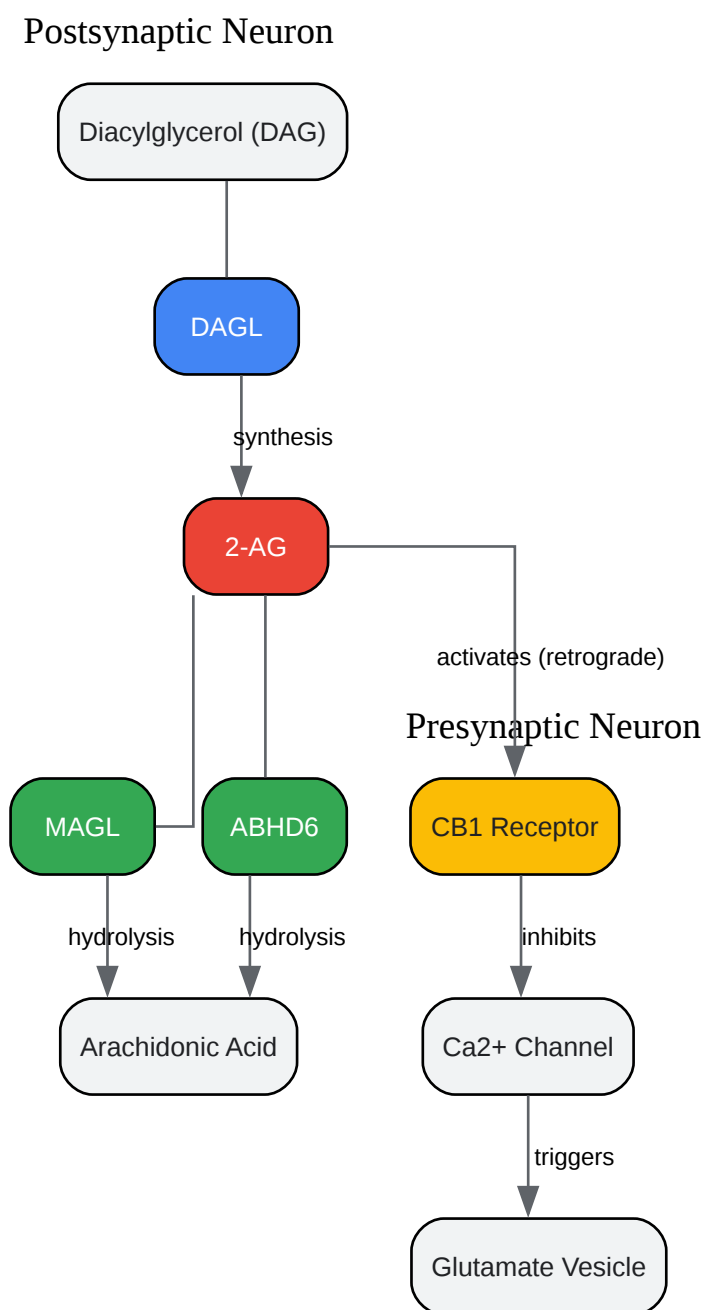 Postsynaptic Neuron
Diacylglycerol (DAG)
DAGL
synthesis
2-AG
activates (retrograde)
Presynaptic Neuron
MAGL
ABHD6
CB1 Receptor
hydrolysis
hydrolysis
inhibits
Arachidonic Acid
Ca2+ Channel
triggers
Glutamate Vesicle